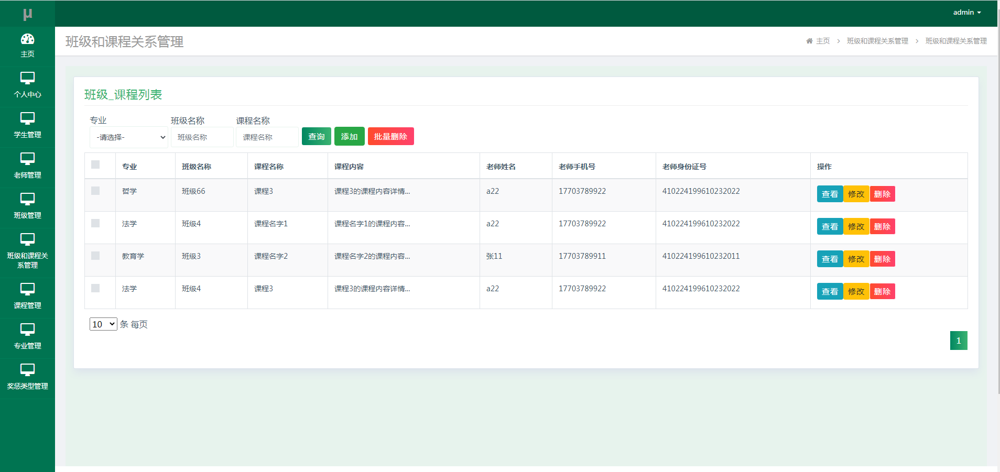 µ
admin
主页
个人中心
学生管理
老师管理
班级管理
班级和课程关
系管理
课程管理
专业管理
奖惩类型管理
班级和课程关系管理
主页 > 班级和课程关系管理 > 班级和课程关系管理
班级_课程列表
专业 班级名称 课程名称
-请选择- 班级名称 课程名称 查询 添加 批量删除
专业 班级名称 课程名称 课程内容 老师姓名 老师手机号 老师身份证号 操作
哲学 班级66 课程3 课程3的课程内容详情... a22 17703789922 410224199610232022 查看 修改 删除
法学 班级4 课程名字1 课程名字1的课程内容... a22 17703789922 410224199610232022 查看 修改 删除
教育学 班级3 课程名字2 课程名字2的课程内容... 张11 17703789911 410224199610232011 查看 修改 删除
法学 班级4 课程3 课程3的课程内容详情... a22 17703789922 410224199610232022 查看 修改 删除
10 条 每页
1